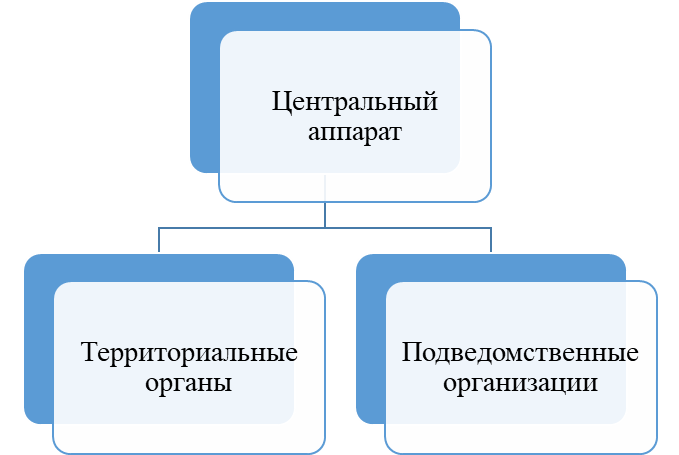 Центральный
аппарат
Территориальные
органы
Подведомственные
организации